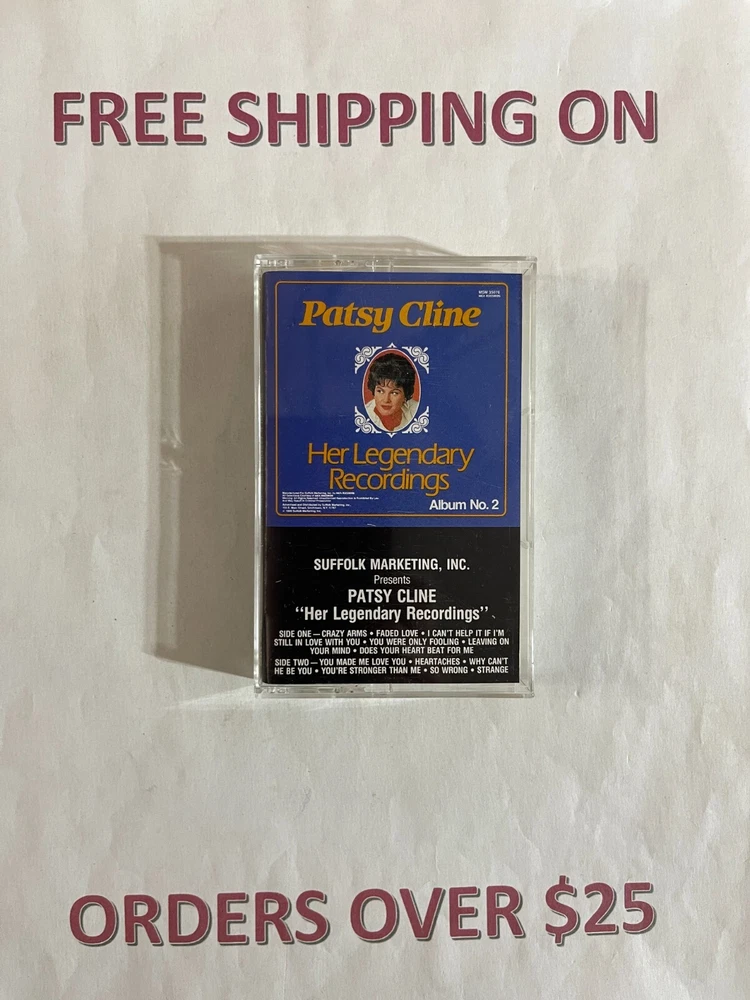 FREE SHIPPING ON
Patsy Cline
Her Legendary
Recordings
Album No. 2
SUFFOLK MARKETING, INC.
Presents
PATSY CLINE
"Her Legendary Recordings"
SIDE ONE — CRAZY ARMS • FADED LOVE • I CAN'T HELP IT IF I'M
STILL IN LOVE WITH YOU • YOU WERE ONLY FOOLING • LEAVING ON
YOUR MIND • DOES YOUR HEART BEAT FOR ME
SIDE TWO — YOU MADE ME LOVE YOU • HEARTACHES • WHY CAN'T
HE BE YOU • YOU'RE STRONGER THAN ME • SO WRONG • STRANGE
ORDERS OVER $25